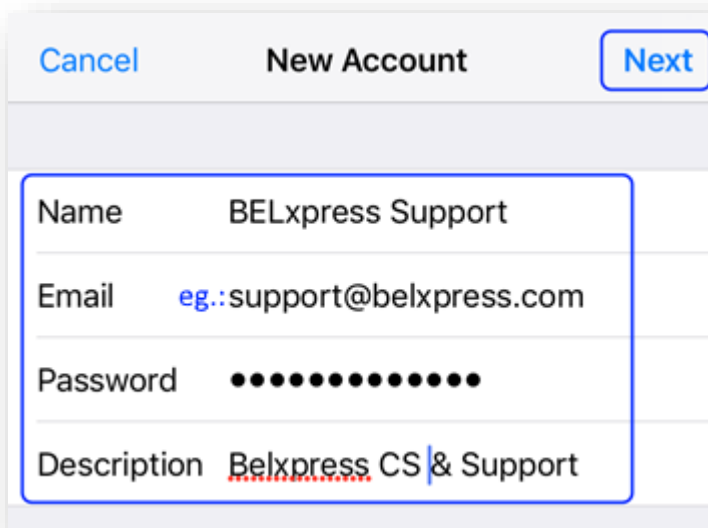 Cancel New Account Next
Name BELxpress Support
Email eg.:support@belxpress.com
Password •••••••••••••
Description Belxpress CS & Support